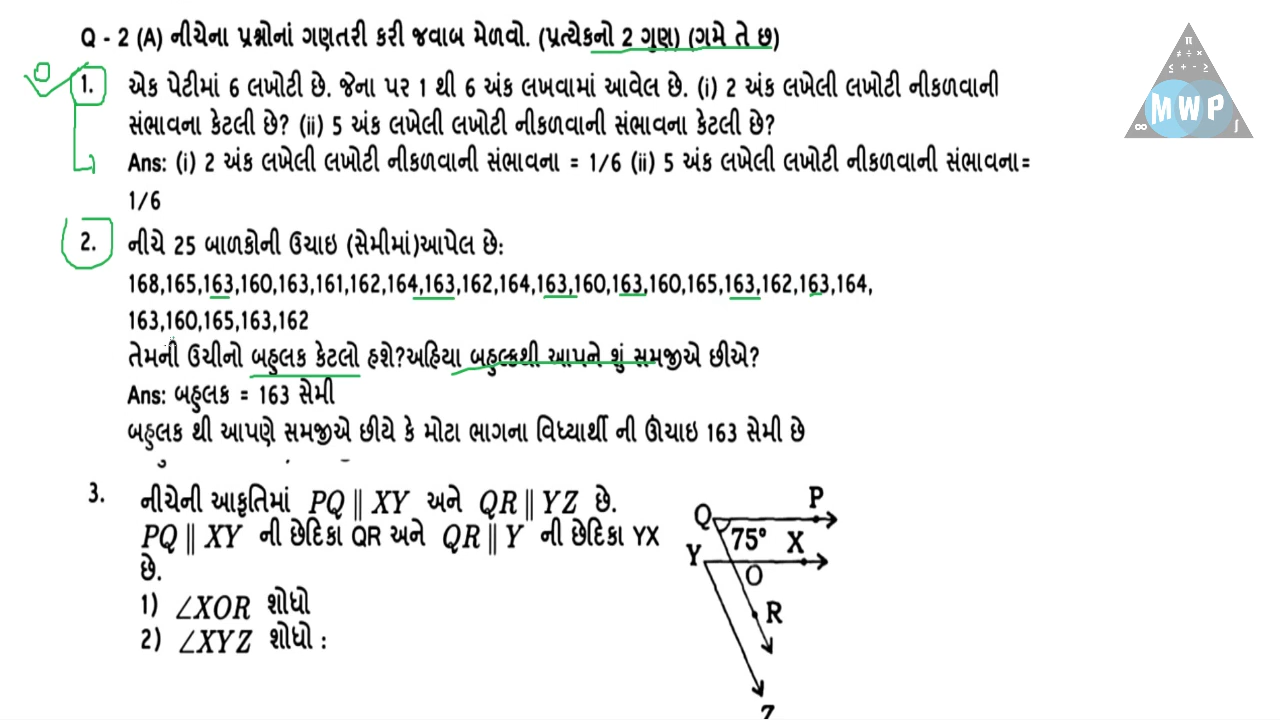 Q - 2 (A) નીચેના પ્રશ્નોનાં ગણતરી કરી જવાબ મેળવો. (પ્રત્યેકનો 2 ગુણ) (ગમે તે છ)
1. એક પેટીમાં 6 લખોટી છે. જેના પર 1 થી 6 અંક લખવામાં આવેલ છે. (i) 2 અંક લખેલી લખોટી નીકળવાની
સંભાવના કેટલી છે? (ii) 5 અંક લખેલી લખોટી નીકળવાની સંભાવના કેટલી છે?
Ans: (i) 2 અંક લખેલી લખોટી નીકળવાની સંભાવના = 1/6 (ii) 5 અંક લખેલી લખોટી નીકળવાની સંભાવના=
1/6
2. નીચે 25 બાળકોની ઉચાઇ (સેમીમાં)આપેલ છે:
168,165,163,160,163,161,162,164,163,162,164,163,160,163,160,165,163,162,163,164,
163,160,165,163,162
તેમની ઉચીનો બહુલક કેટલો હશે?અહિયા બહુલ્કથી આપને શું સમજીએ છીએ?
Ans: બહુલક = 163 સેમી
બહુલક થી આપણે સમજીએ છીયે કે મોટા ભાગના વિધ્યાર્થી ની ઊંચાઇ 163 સેમી છે
3. નીચેની આકૃતિમાં PQ || XY અને QR || YZ છે.
PQ || XY ની છેદિકા QR અને QR || Y ની છેદિકા YX
છે.
1) ∠XOR શોધો
2) ∠XYZ શોધો :
P
Q
75°
X
Y
O
R
Z
π
≠ ÷ ×
≤ + - ≥
MWP
∞ ∫